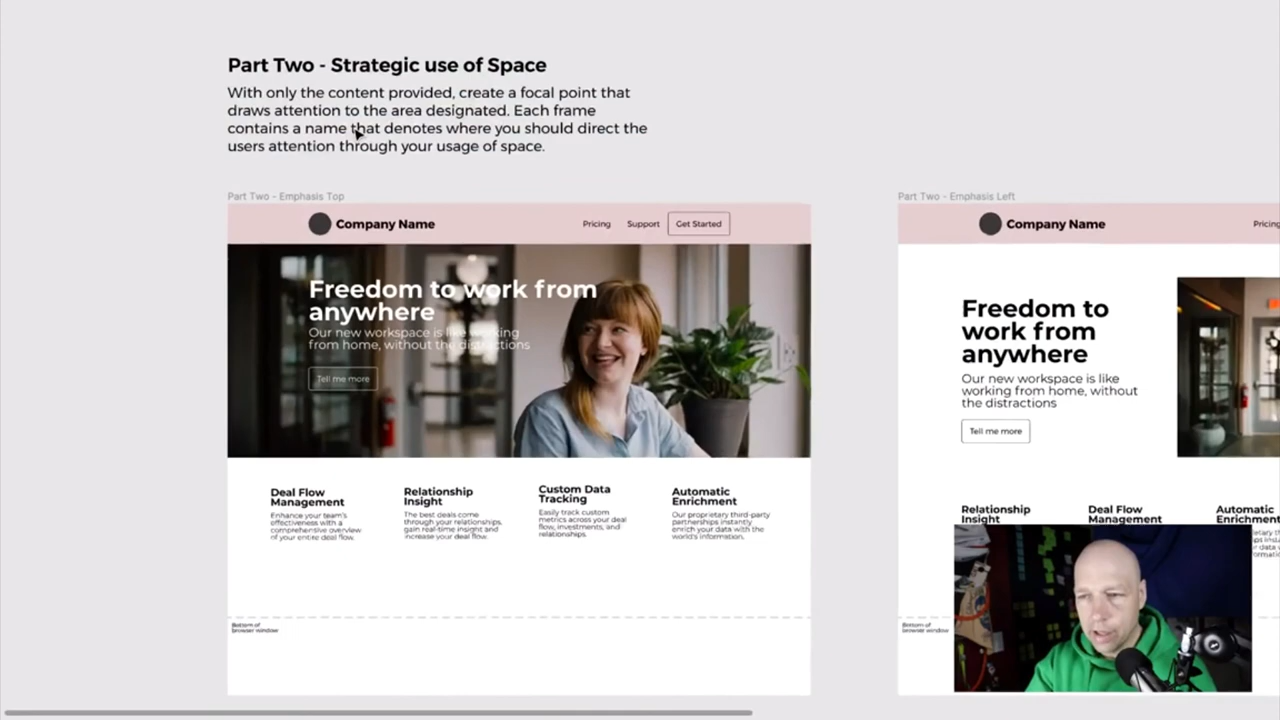 Part Two - Strategic use of Space
With only the content provided, create a focal point that
draws attention to the area designated. Each frame
contains a name that denotes where you should direct the
users attention through your usage of space.
Part Two - Emphasis Top
Company Name
Pricing
Support
Get Started
Freedom to work from
anywhere
Our new workspace is like working
from home, without the distractions
Tell me more
Deal Flow
Management
Enhance your team's
effectiveness with a
comprehensive overview
of your entire deal flow.
Relationship
Insight
The best deals come
through your relationships.
gain real-time insight and
increase your deal flow.
Custom Data
Tracking
Easily track custom
metrics across your deal
flow, investments, and
relationships.
Automatic
Enrichment
Our proprietary third-party
partnerships instantly
enrich your data with the
world's information.
Bottom of
browser window
Part Two - Emphasis Left
Company Name
Pricing
Freedom to
work from
anywhere
Our new workspace is like
working from home, without
the distractions
Tell me more
Relationship
Insight
Deal Flow
Management
Automatic
Enrichment
Bottom of
browser window